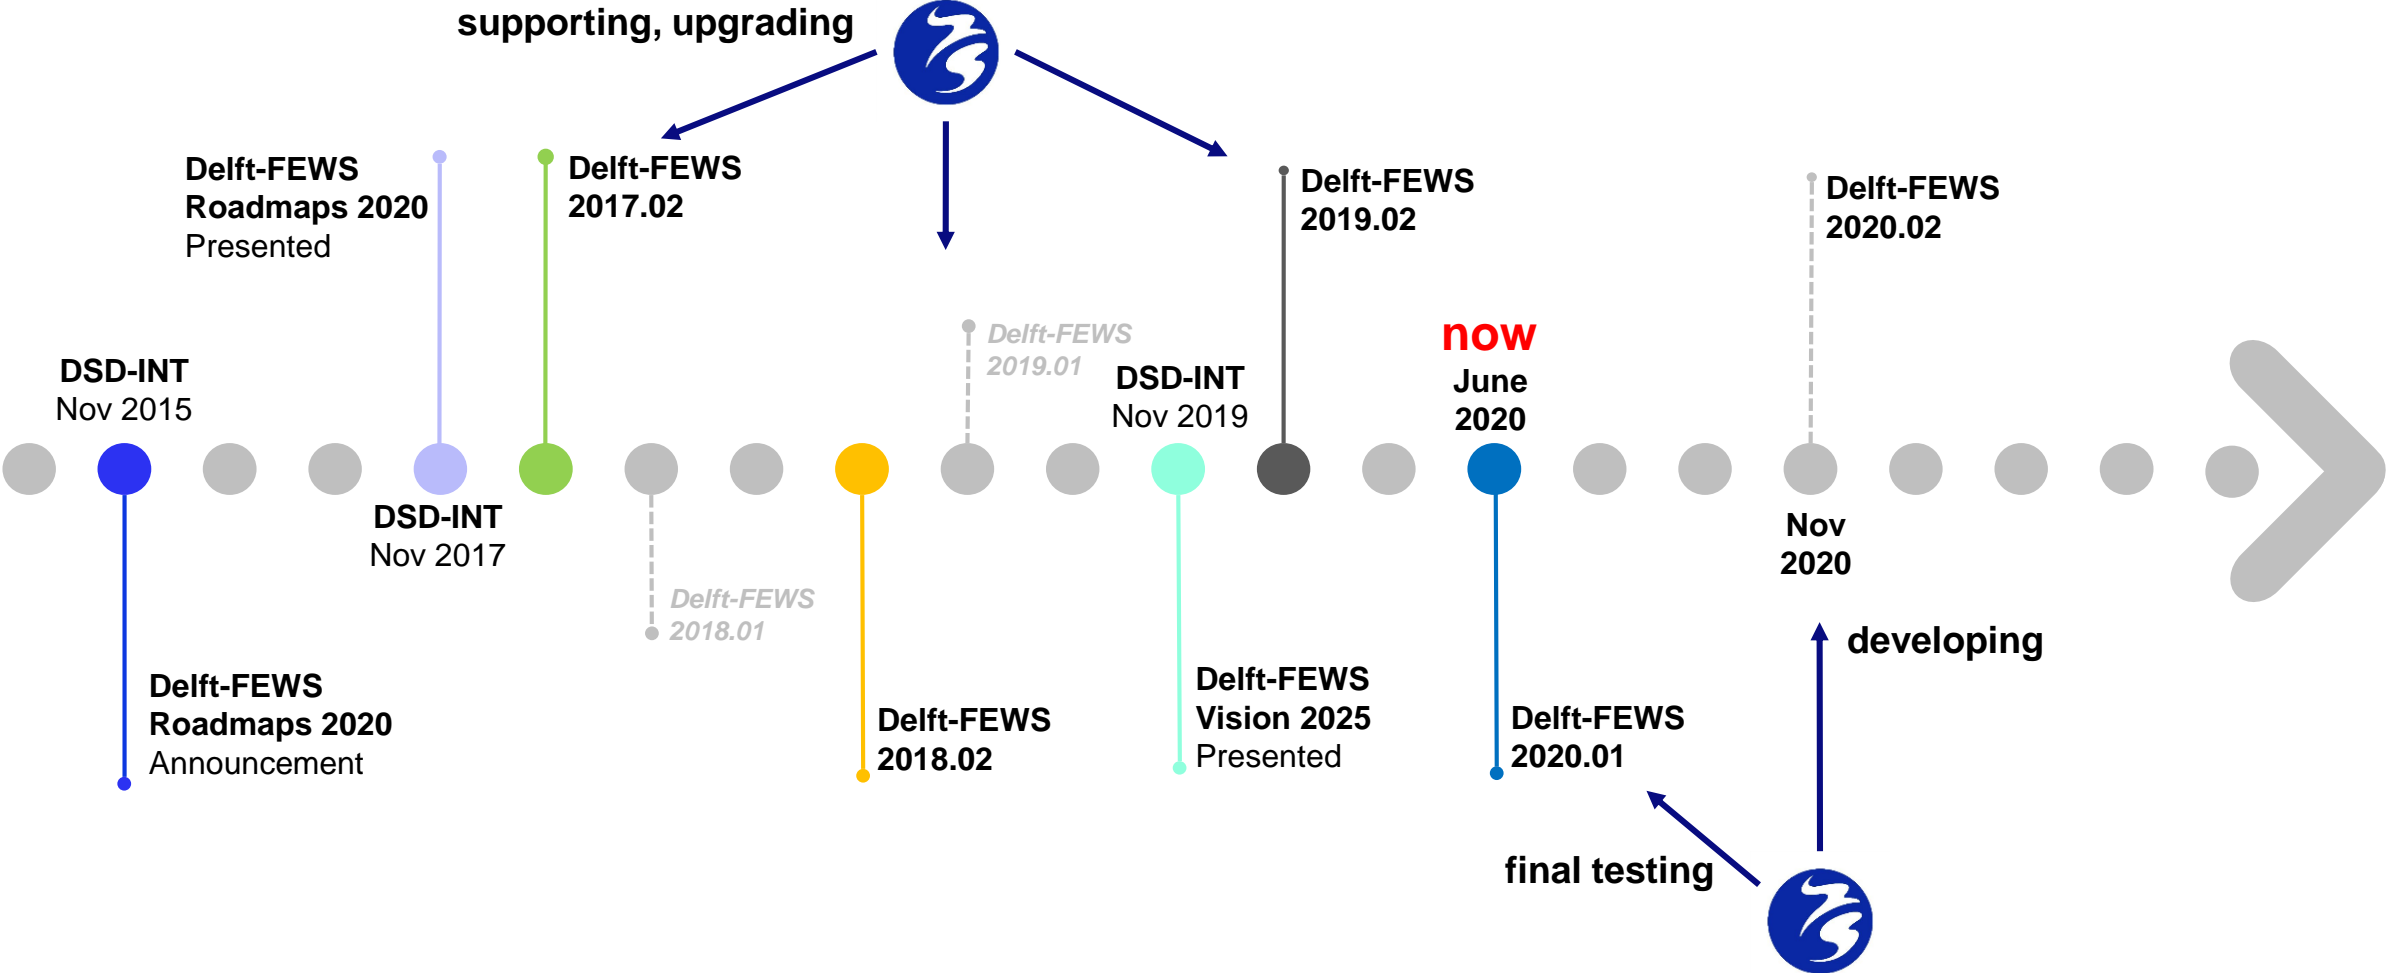 supporting, upgrading
Delft-FEWS
Roadmaps 2020
Presented
Delft-FEWS
2017.02
Delft-FEWS
2019.02
Delft-FEWS
2020.02
DSD-INT
Nov 2015
Delft-FEWS
2019.01
DSD-INT
Nov 2019
now
June
2020
DSD-INT
Nov 2017
Nov
2020
Delft-FEWS
2018.01
developing
Delft-FEWS
Roadmaps 2020
Announcement
Delft-FEWS
2018.02
Delft-FEWS
Vision 2025
Presented
Delft-FEWS
2020.01
final testing